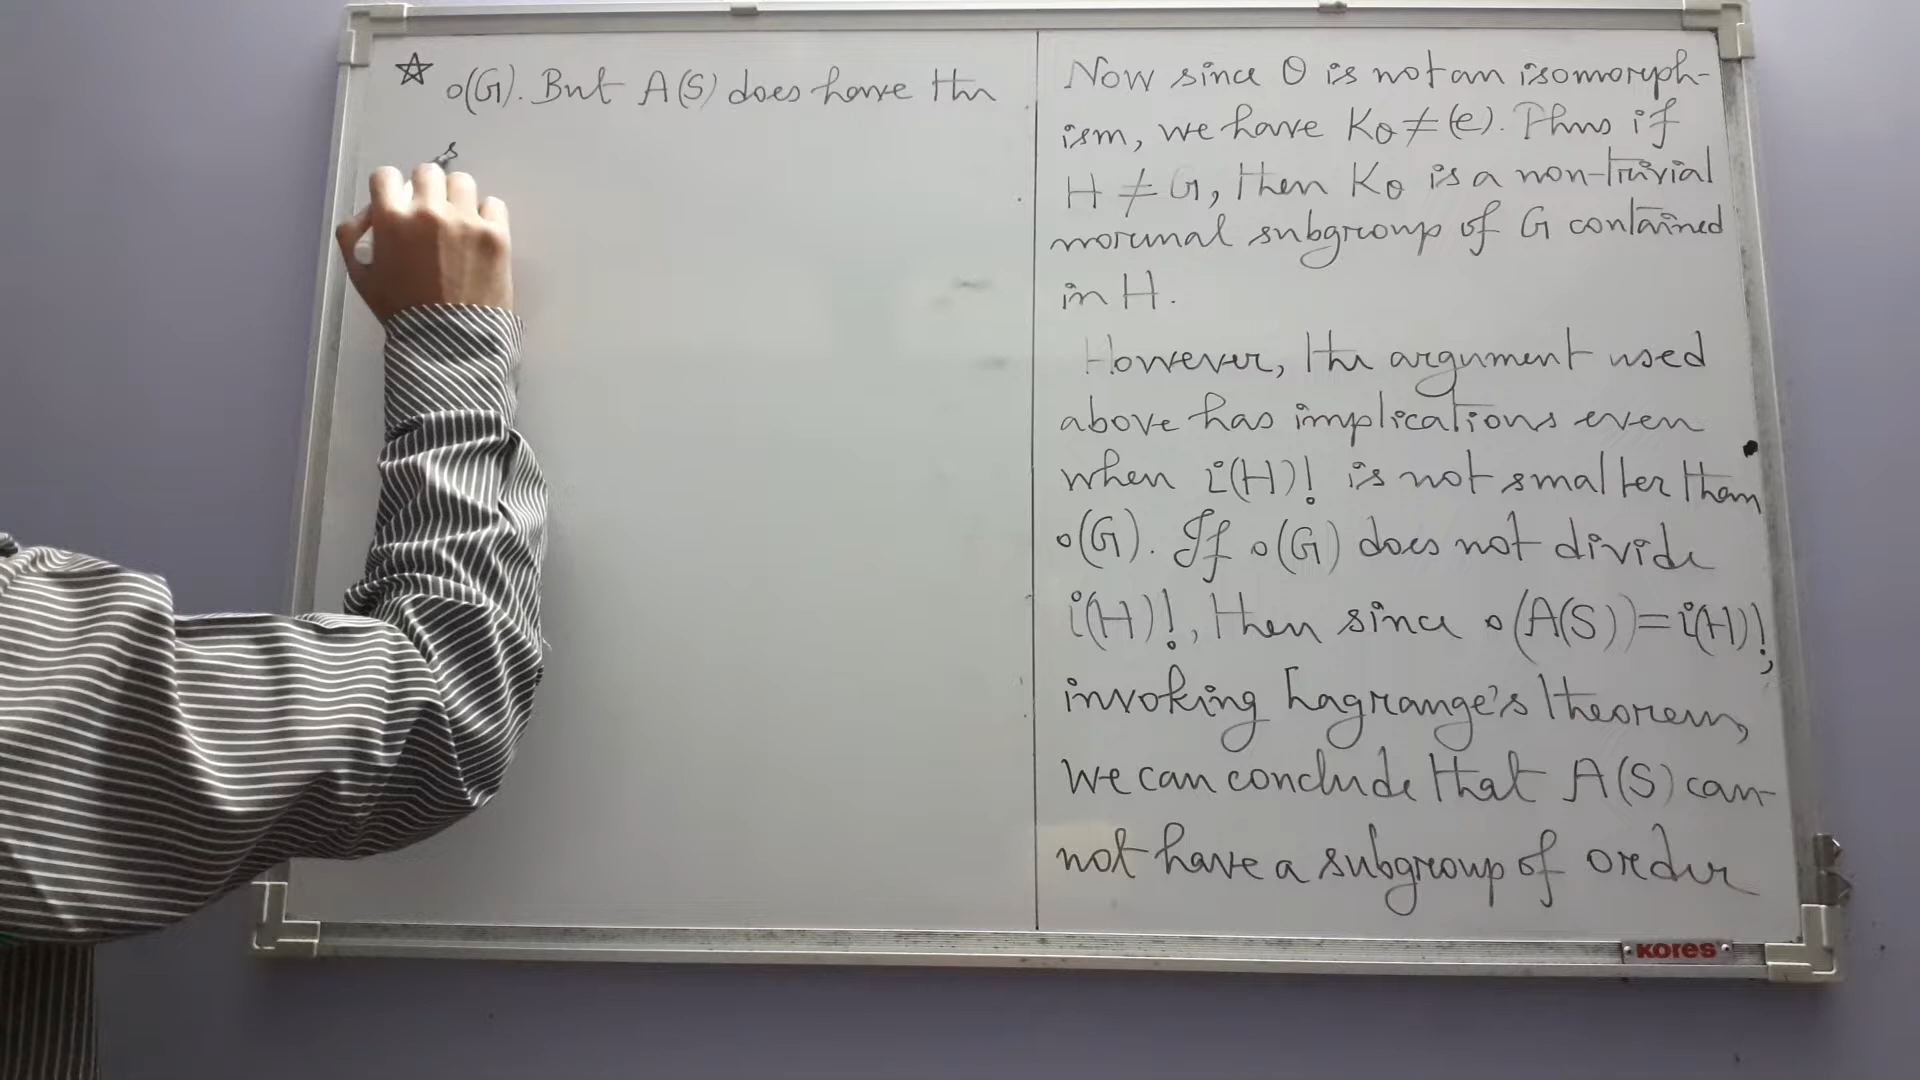 Now since θ is not an isomorph-
ism, we have Kθ ≠ (e). Thus if
H ≠ G, then Kθ is a non-trivial
normal subgroup of G contained
in H.
However, the argument used
above has implications even
when i(H)! is not smaller than
o(G). If o(G) does not divide
i(H)!, then since o(A(S)) = i(H)!,
invoking Lagrange's theorem,
we can conclude that A(S) can-
not have a subgroup of order
☆ o(G). But A(S) does have the
s
KORES